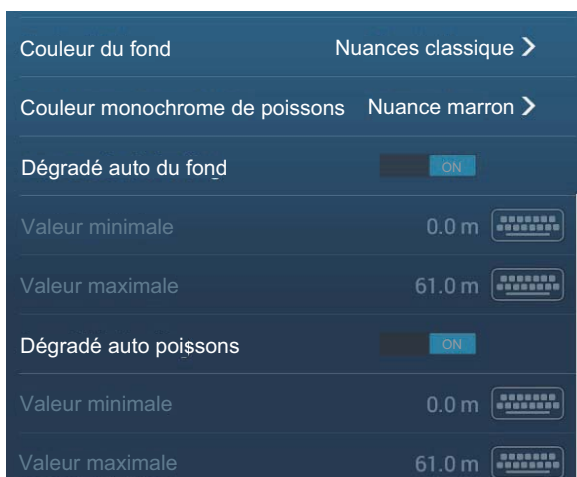 Couleur du fond Nuances classique >
Couleur monochrome de poissons Nuance marron >
Dégradé auto du fond ON
Valeur minimale 0.0 m
Valeur maximale 61.0 m
Dégradé auto poissons ON
Valeur minimale 0.0 m
Valeur maximale 61.0 m